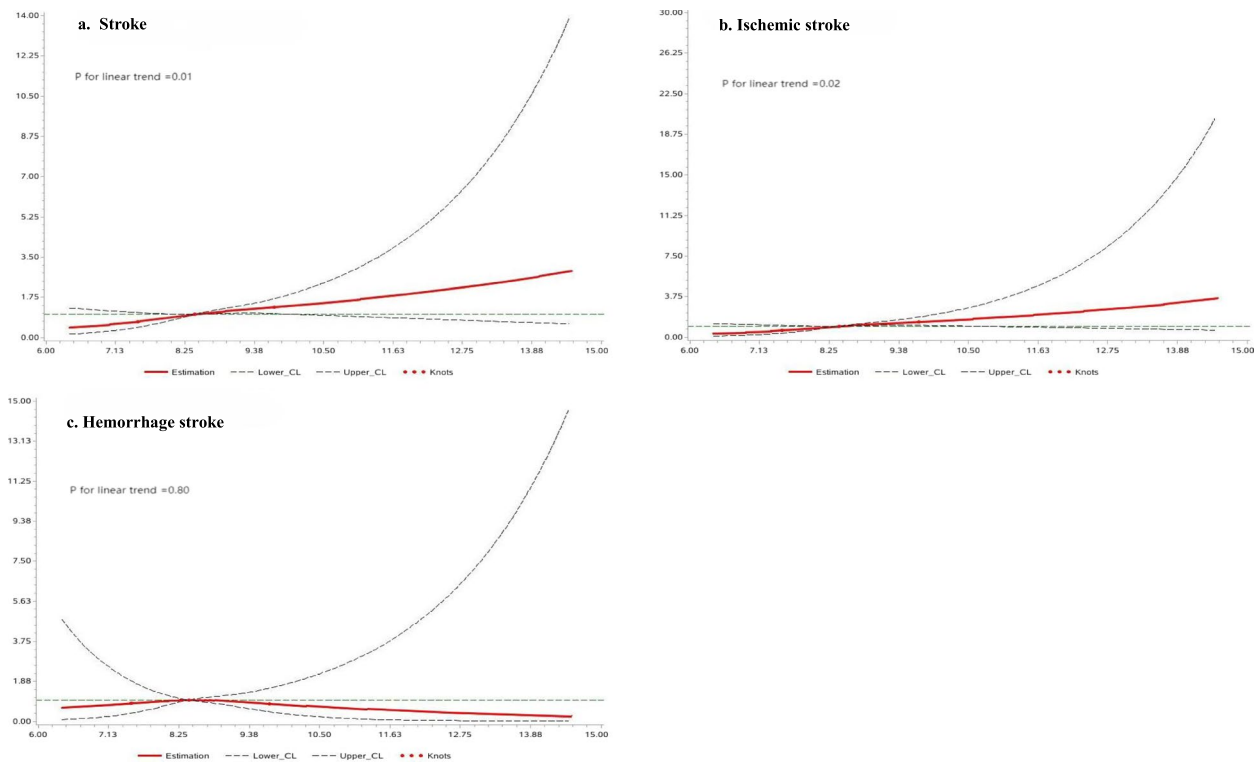 a. Stroke
P for linear trend =0.01
14.00
12.25
10.50
8.75
7.00
5.25
3.50
1.75
0.00
6.00 7.13 8.25 9.38 10.50 11.63 12.75 13.88 15.00
Estimation Lower_CL Upper_CL Knots
b. Ischemic stroke
P for linear trend =0.02
30.00
26.25
22.50
18.75
15.00
11.25
7.50
3.75
0.00
6.00 7.13 8.25 9.38 10.50 11.63 12.75 13.88 15.00
Estimation Lower_CL Upper_CL Knots
c. Hemorrhage stroke
P for linear trend =0.80
15.00
13.13
11.25
9.38
7.50
5.63
3.75
1.88
0.00
6.00 7.13 8.25 9.38 10.50 11.63 12.75 13.88 15.00
Estimation Lower_CL Upper_CL Knots